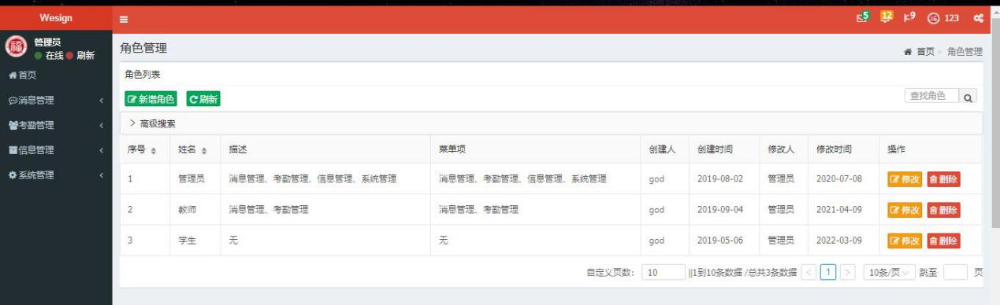 Wesign
5 12 9 123
管理员
在线 刷新
首页
消息管理
考勤管理
信息管理
系统管理
角色管理
首页 > 角色管理
角色列表
新增角色 刷新 查找角色
> 高级搜索
序号 姓名 描述 菜单项 创建人 创建时间 修改人 修改时间 操作
1 管理员 消息管理、考勤管理、信息管理、系统管理 消息管理、考勤管理、信息管理、系统管理 god 2019-08-02 管理员 2020-07-08 修改 删除
2 教师 消息管理、考勤管理 消息管理、考勤管理 god 2019-09-04 管理员 2021-04-09 修改 删除
3 学生 无 无 god 2019-05-06 管理员 2022-03-09 修改 删除
自定义页数: 10 ||1到10条数据 /总共3条数据 < 1 > 10条/页 跳至 页